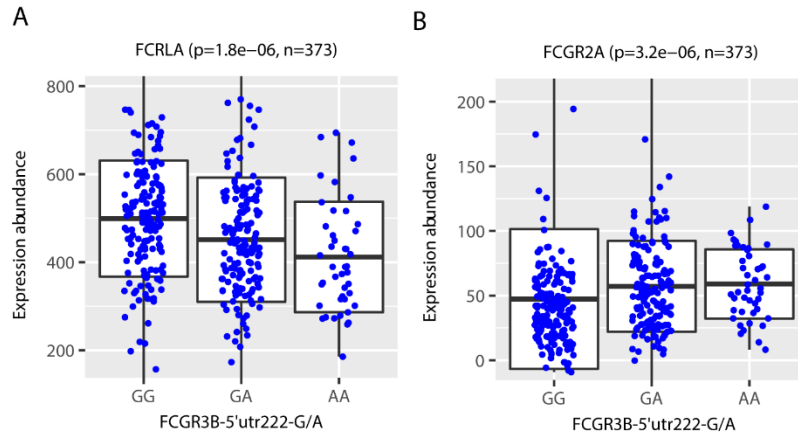 A
FCRLA (p=1.8e−06, n=373)
Expression abundance
800
600
400
200
GG
GA
AA
FCGR3B-5'utr222-G/A
B
FCGR2A (p=3.2e−06, n=373)
Expression abundance
200
150
100
50
0
GG
GA
AA
FCGR3B-5'utr222-G/A